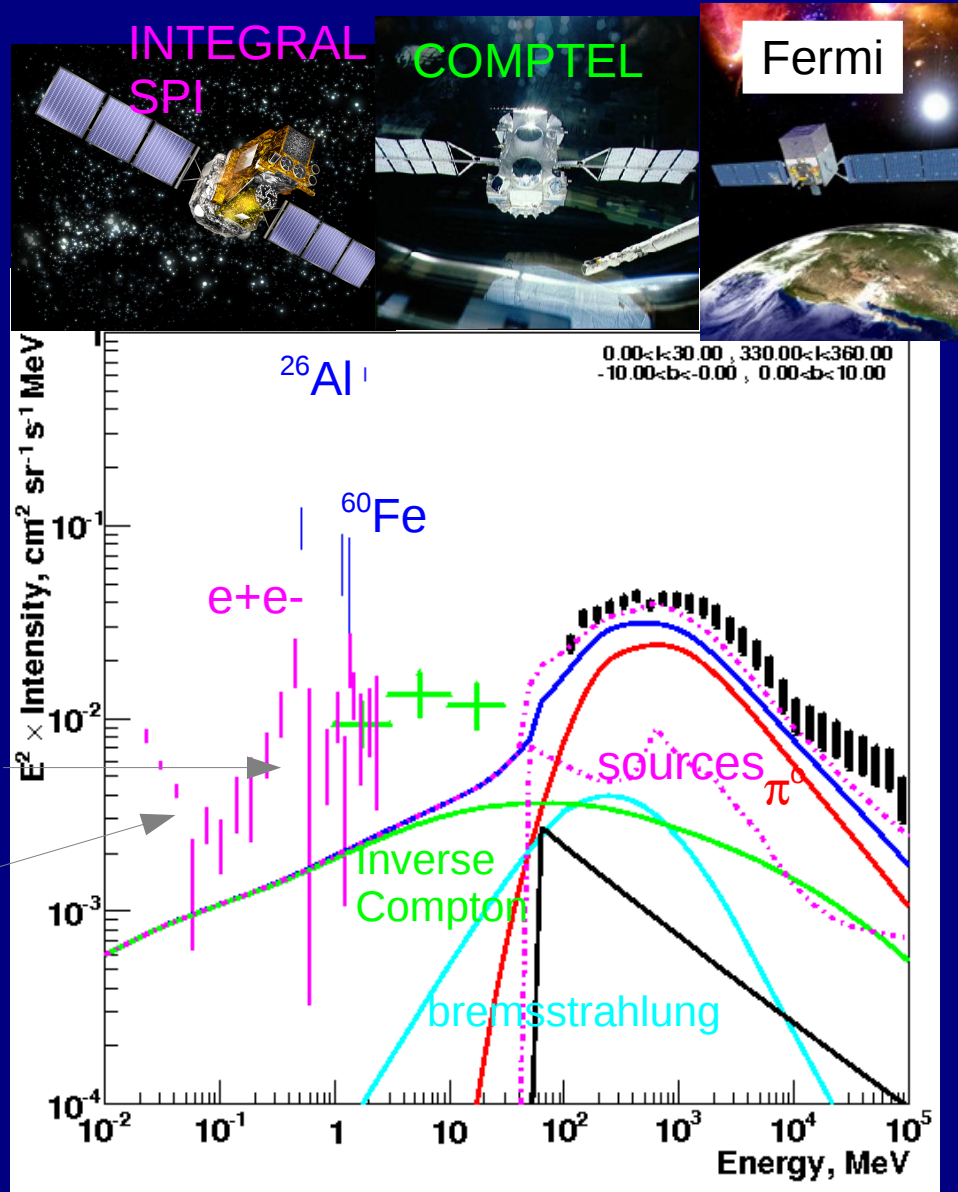 INTEGRAL
SPI
COMPTEL
Fermi
E² × Intensity, cm² sr⁻¹ s⁻¹ MeV
1
10⁻¹
10⁻²
10⁻³
10⁻⁴
0.00<l<30.00 , 330.00<l<360.00
-10.00<b<-0.00 , 0.00<b<10.00
²⁶Al
⁶⁰Fe
e+e-
sources
π⁰
Inverse
Compton
bremsstrahlung
10⁻² 10⁻¹ 1 10 10² 10³ 10⁴ 10⁵
Energy, MeV